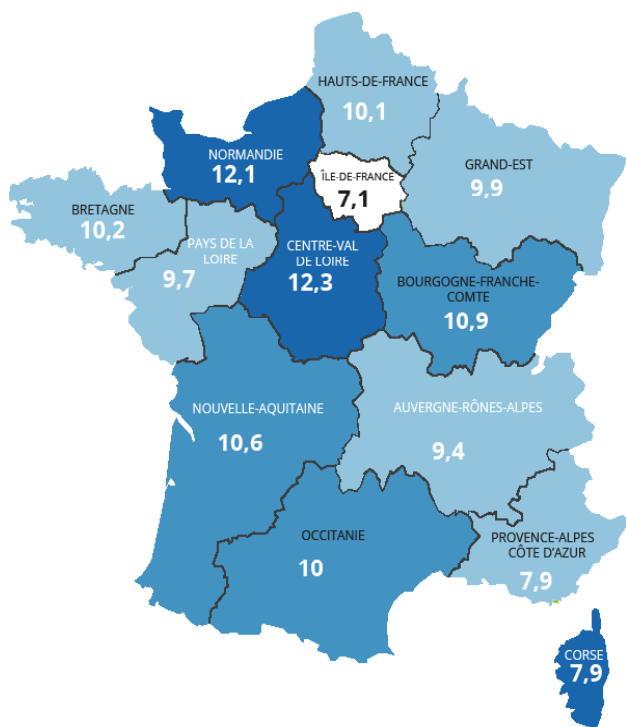 HAUTS-DE-FRANCE
10,1
NORMANDIE
12,1
ÎLE-DE-FRANCE
7,1
GRAND-EST
9,9
BRETAGNE
10,2
PAYS DE LA
LOIRE
9,7
CENTRE-VAL
DE LOIRE
12,3
BOURGOGNE-FRANCHE-
COMTE
10,9
NOUVELLE-AQUITAINE
10,6
AUVERGNE-RÔNES-ALPES
9,4
OCCITANIE
10
PROVENCE-ALPES
CÔTE D'AZUR
7,9
CORSE
7,9